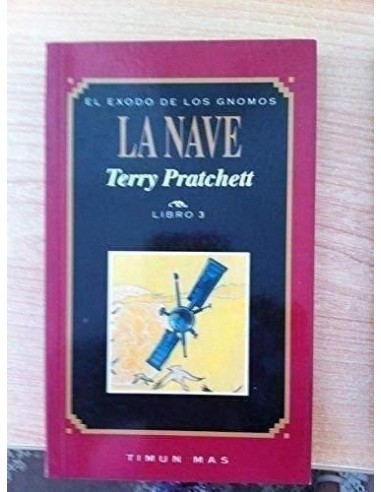 EL EXODO DE LOS GNOMOS
LA NAVE
Terry Pratchett
LIBRO 3
TIMUN MAS